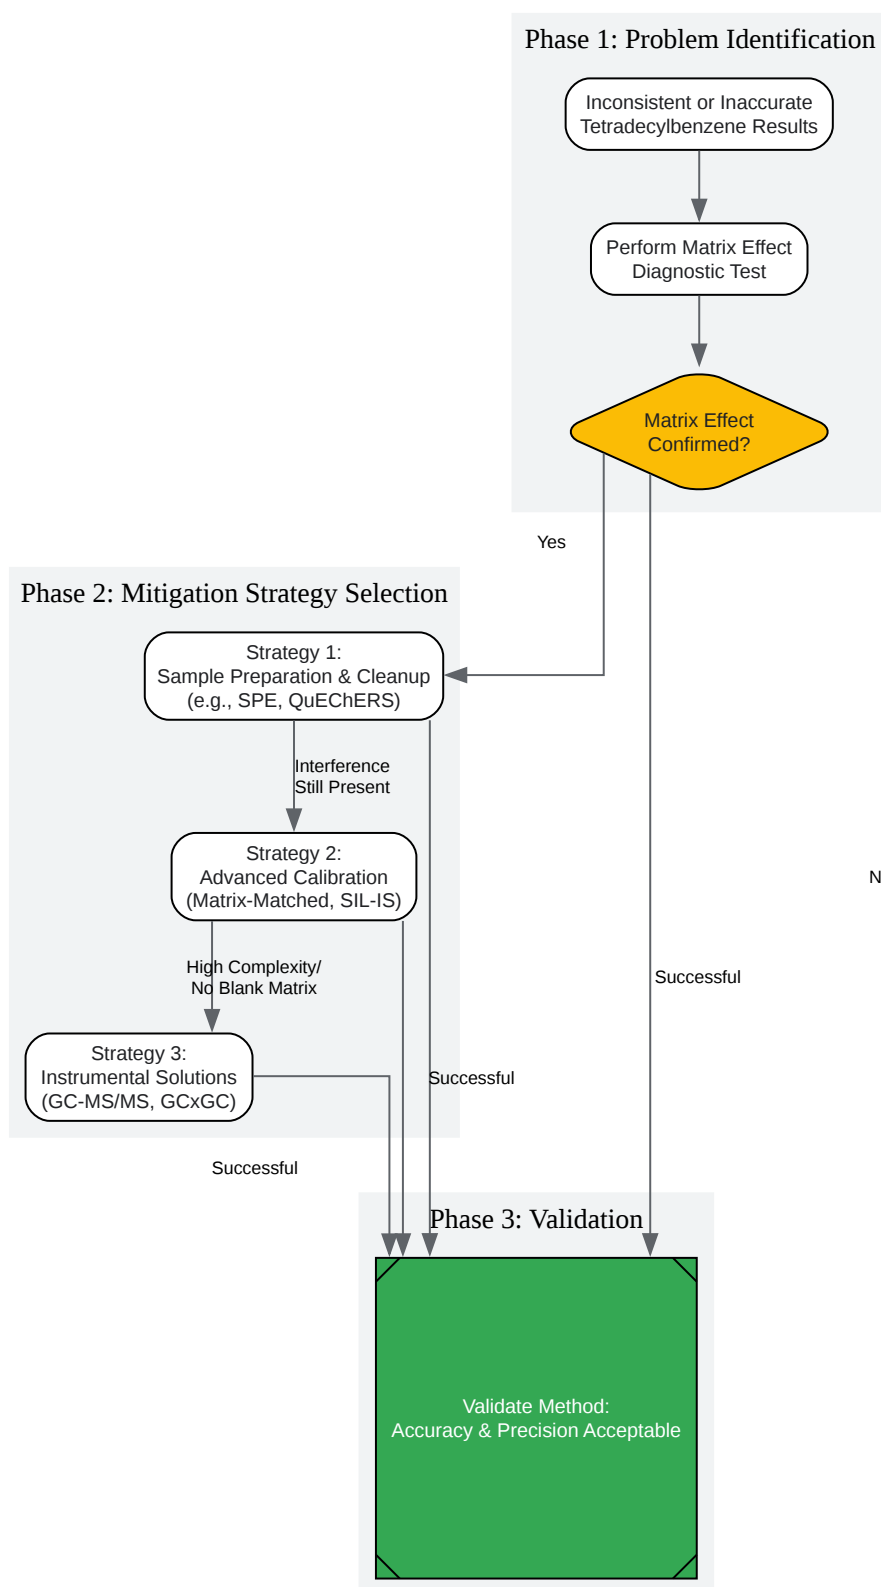 Phase 1: Problem Identification
Inconsistent or Inaccurate
Tetradecylbenzene Results
Perform Matrix Effect
Diagnostic Test
Matrix Effect
Confirmed?
Yes
Phase 2: Mitigation Strategy Selection
Strategy 1:
Sample Preparation & Cleanup
(e.g., SPE, QuEChERS)
Interference
Still Present
Strategy 2:
Advanced Calibration
(Matrix-Matched, SIL-IS)
N
High Complexity/
No Blank Matrix
Successful
Strategy 3:
Instrumental Solutions
(GC-MS/MS, GCxGC)
Successful
Successful
Phase 3: Validation
Validate Method:
Accuracy & Precision Acceptable